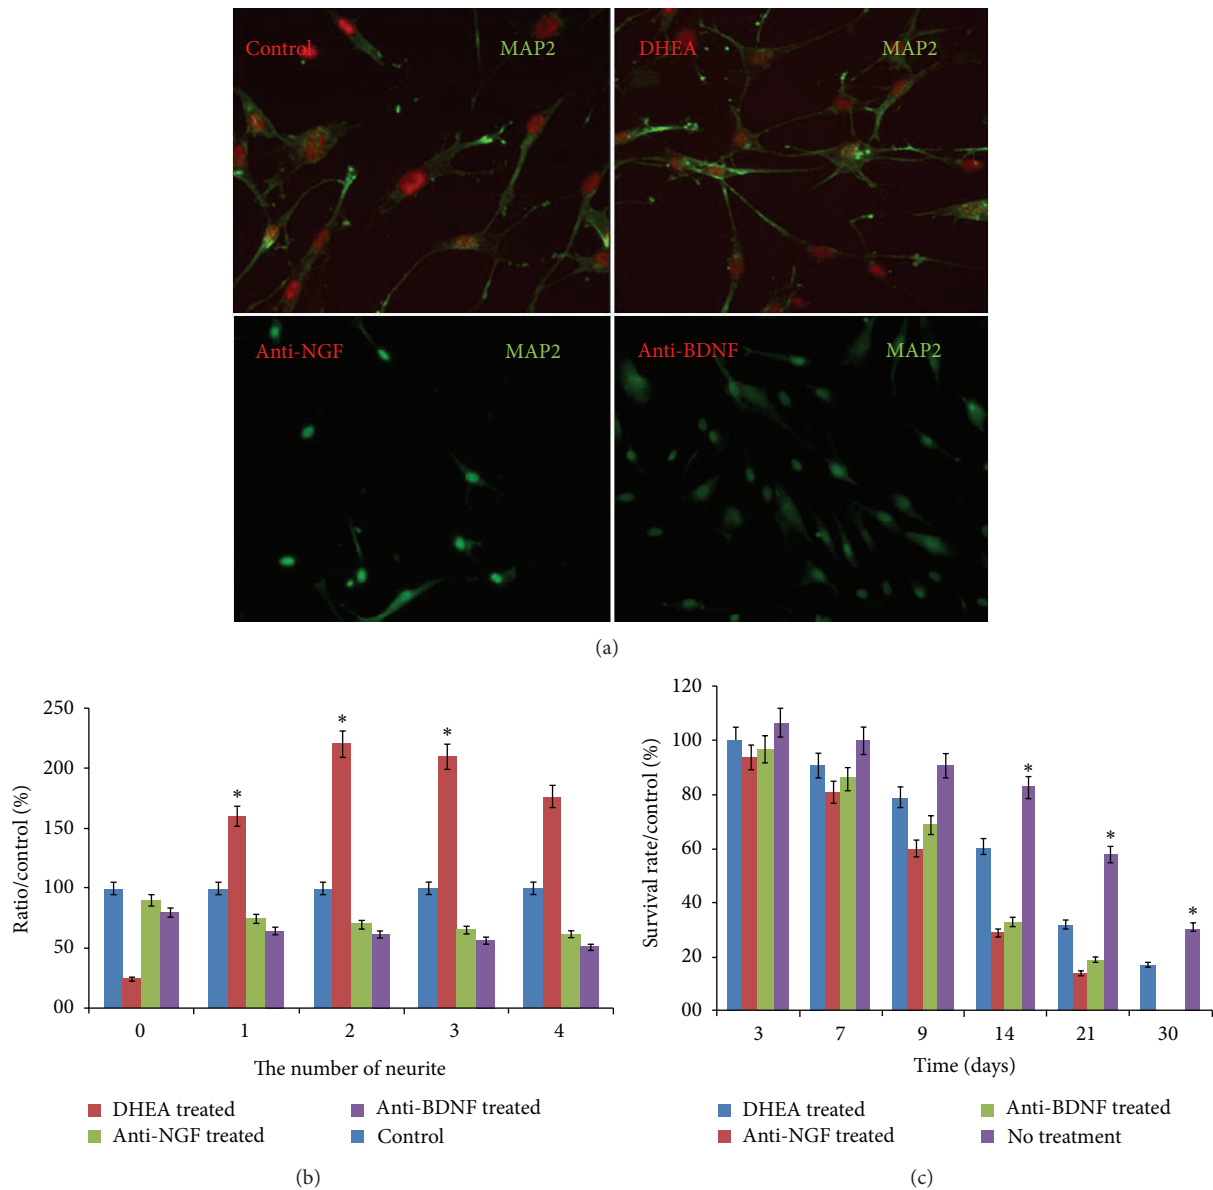 Control MAP2
DHEA MAP2
Anti-NGF MAP2
Anti-BDNF MAP2
(a)
Ratio/control (%)
250
200
150
100
50
00
0 1 2 3 4
* * *
The number of neurite
DHEA treated
Anti-NGF treated
Anti-BDNF treated
Control
(b)
Survival rate/control (%)
120
100
80
60
40
20
00
3 7 9 14 21 30
* * *
Time (days)
DHEA treated
Anti-NGF treated
Anti-BDNF treated
No treatment
(c)